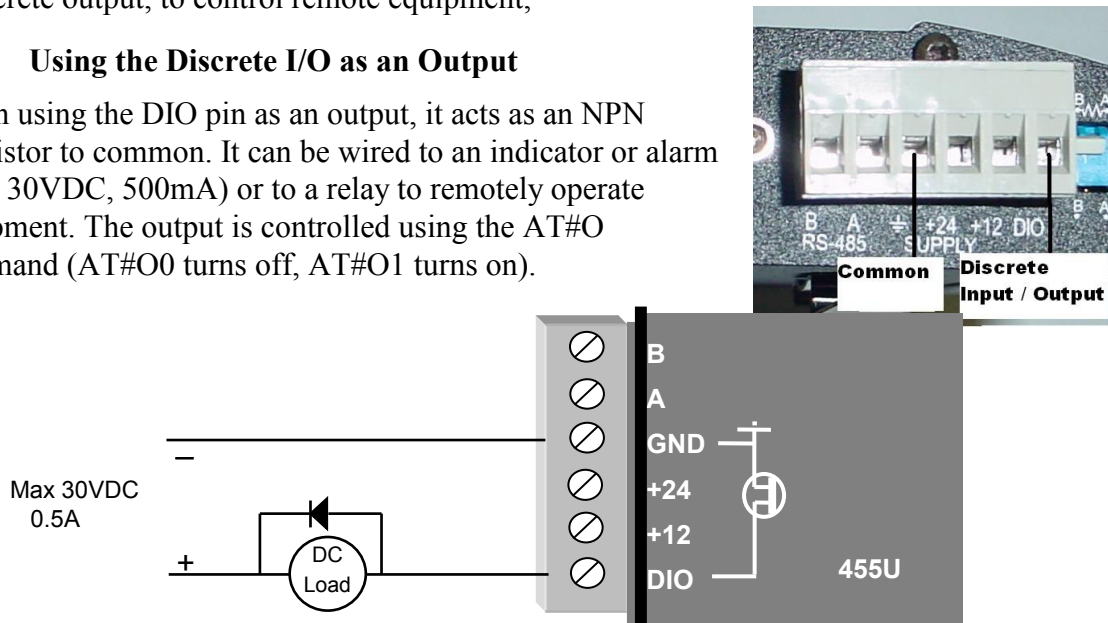 crete output, to control remote equipment,
Using the Discrete I/O as an Output
n using the DIO pin as an output, it acts as an NPN
istor to common. It can be wired to an indicator or alarm
30VDC, 500mA) or to a relay to remotely operate
pment. The output is controlled using the AT#O
mand (AT#O0 turns off, AT#O1 turns on).
B A
B A +24 +12 DIO
RS-485 SUPPLY
B A
Common
Discrete
Input / Output
B
A
GND
+24
+12
DIO
455U
–
Max 30VDC
0.5A
+
DC
Load